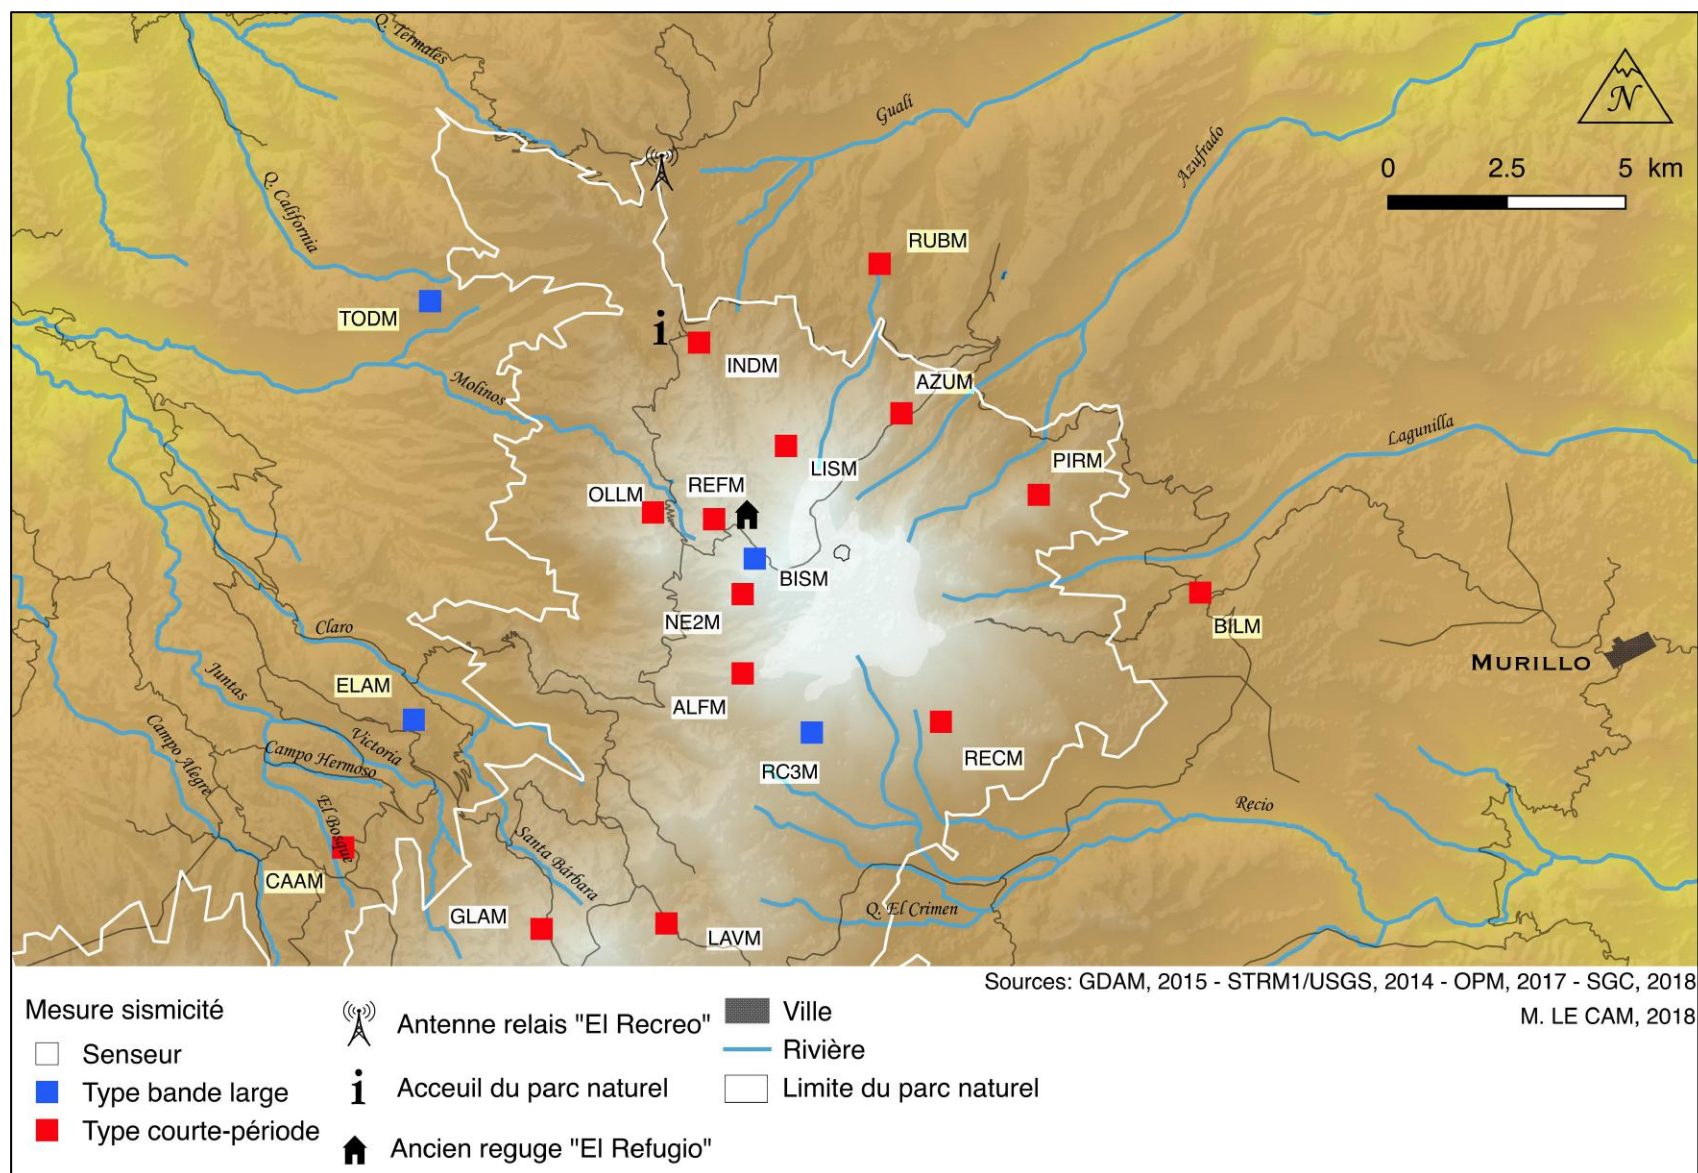 Q. Termales
N
Gualí
Azufrado
0 2.5 5 km
Q. California
RUBM
TODM
i
INDM
Molinos
AZUM
Lagunilla
LISM
PIRM
REFM
OLLM
BISM
NE2M
BILM
Claro
MURILLO
ELAM
Juntas
ALFM
Victoria
Campo Alegre
Campo Hermoso
RC3M
RECM
El Bosque
Recio
Santa Bárbara
CAAM
GLAM
LAVM
Q. El Crimen
Sources: GDAM, 2015 - STRM1/USGS, 2014 - OPM, 2017 - SGC, 2018
M. LE CAM, 2018
Mesure sismicité
Senseur
Type bande large
Type courte-période
Antenne relais "El Recreo"
i Acceuil du parc naturel
Ancien reguge "El Refugio"
Ville
Rivière
Limite du parc naturel